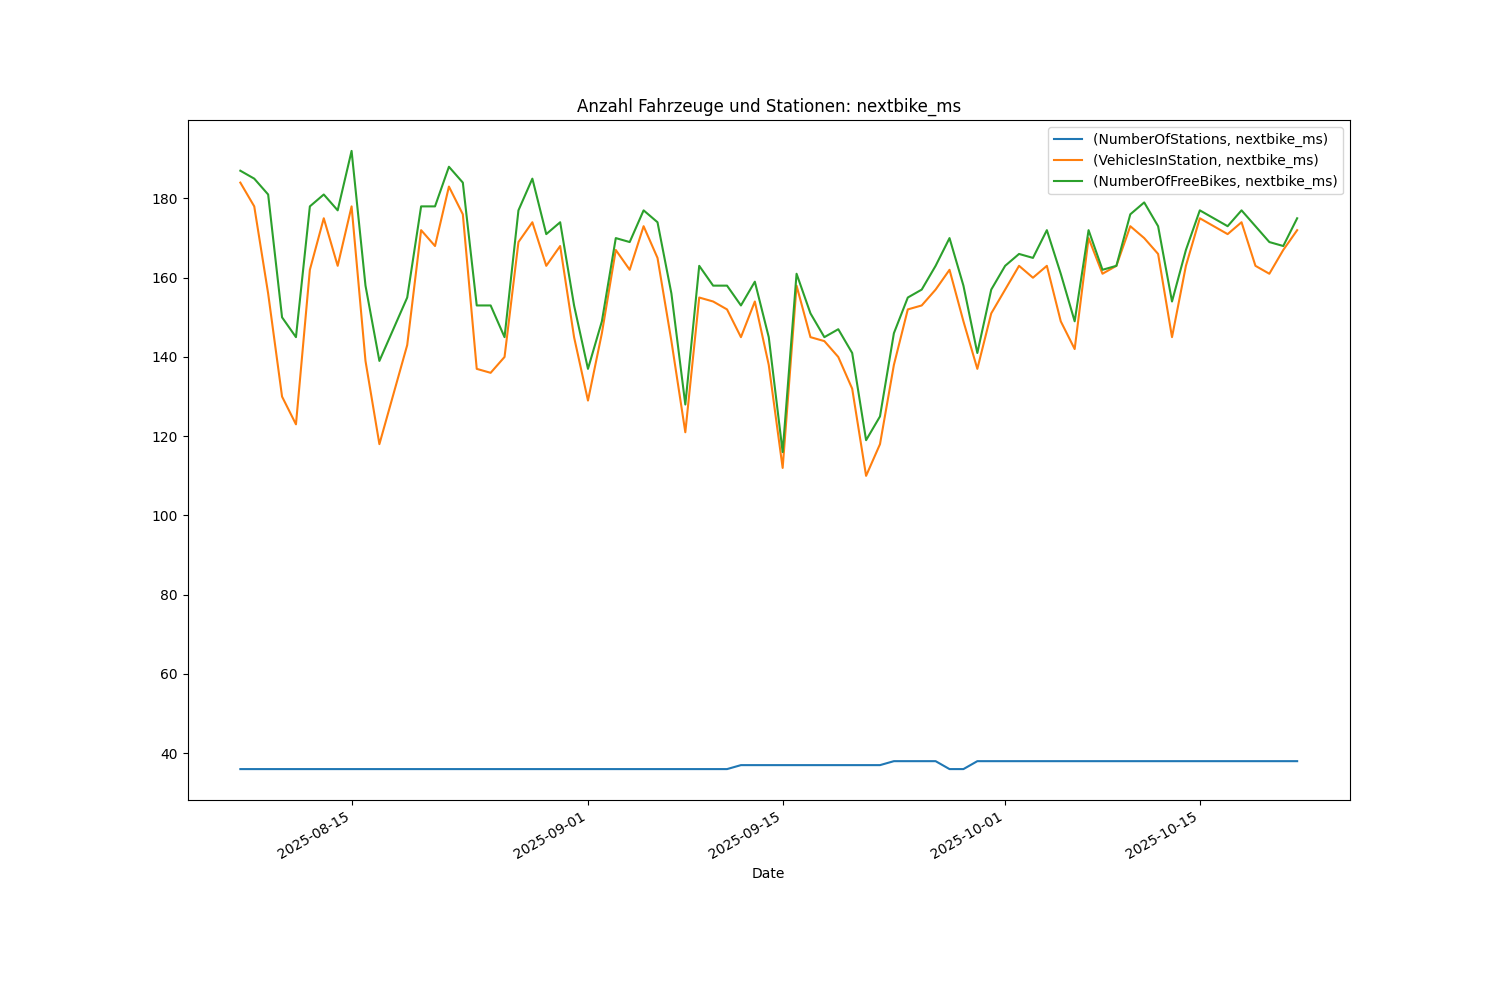 Anzahl Fahrzeuge und Stationen: nextbike_ms
(NumberOfStations, nextbike_ms)
(VehiclesInStation, nextbike_ms)
(NumberOfFreeBikes, nextbike_ms)
180
160
140
120
100
80
60
40
2025-08-15
2025-09-01
2025-09-15
2025-10-01
2025-10-15
Date